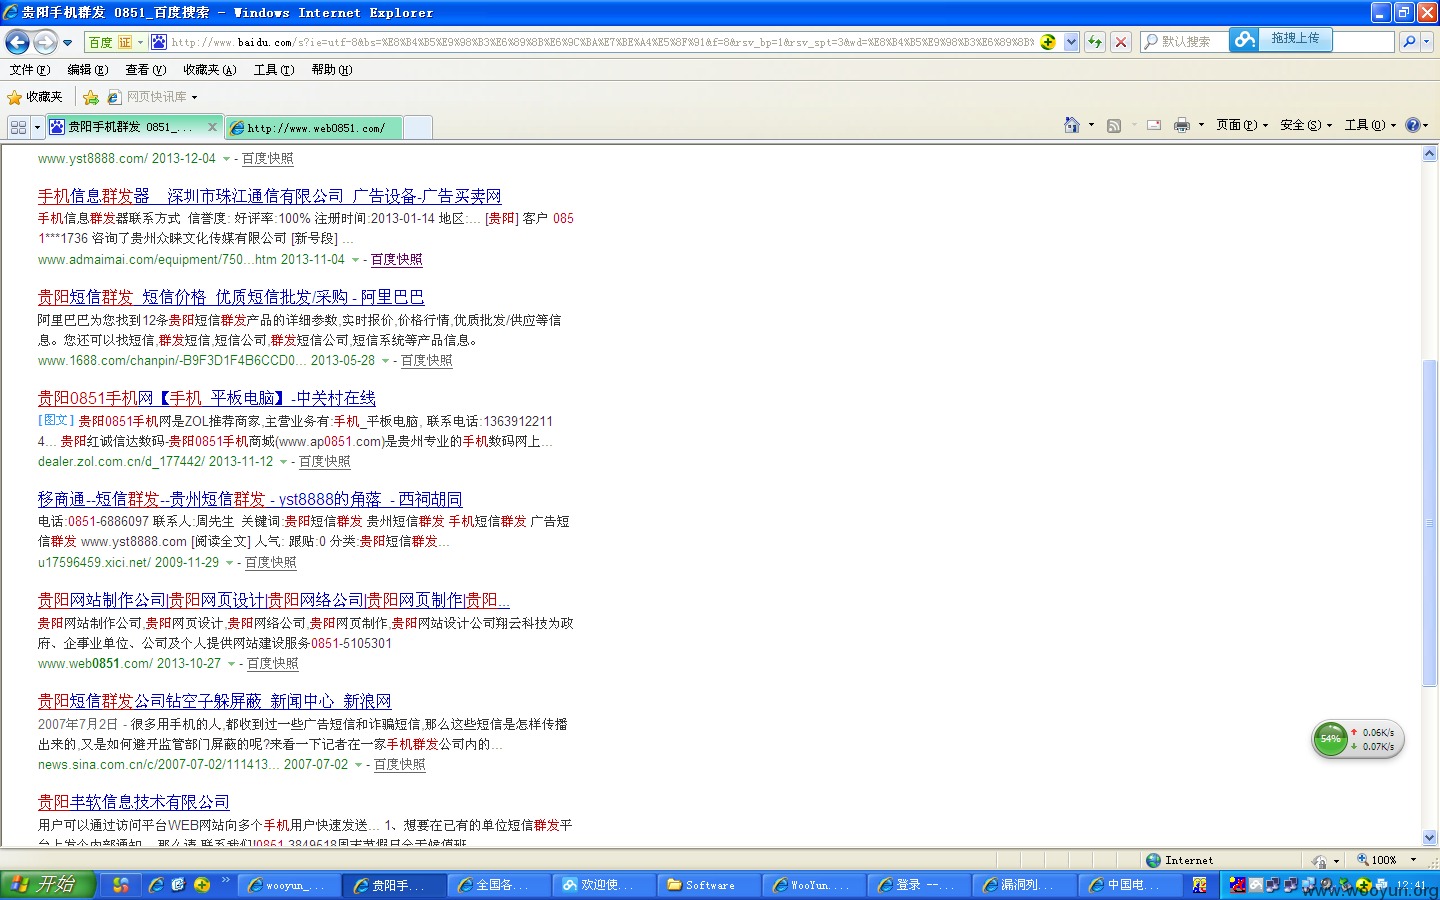 贵阳手机群发 0851_百度搜索 - Windows Internet Explorer
百度 证 http://www.baidu.com/s?ie=utf-8&bs=%E8%B4%B5%E9%98%B3%E6%89%8B%E6%9C%BA%E7%BE%A4%E5%8F%91&f=8&rsv_bp=1&rsv_spt=3&wd=%E8%B4%B5%E9%98%B3%E6%89%8B% 默认搜索 拖拽上传
文件(F) 编辑(E) 查看(V) 收藏夹(A) 工具(T) 帮助(H)
收藏夹 网页快讯库
贵阳手机群发 0851_... http://www.web0851.com/ 页面(P) 安全(S) 工具(O)
www.yst8888.com/ 2013-12-04 - 百度快照
手机信息群发器__深圳市珠江通信有限公司_广告设备-广告买卖网
手机信息群发器联系方式 信誉度: 好评率:100% 注册时间:2013-01-14 地区:... [贵阳] 客户 085
1***1736 咨询了贵州众睐文化传媒有限公司 [新号段] ...
www.admaimai.com/equipment/750...htm 2013-11-04 - 百度快照
贵阳短信群发_短信价格_优质短信批发/采购 - 阿里巴巴
阿里巴巴为您找到12条贵阳短信群发产品的详细参数,实时报价,价格行情,优质批发/供应等信
息。您还可以找短信,群发短信,短信公司,群发短信公司,短信系统等产品信息。
www.1688.com/chanpin/-B9F3D1F4B6CCD0... 2013-05-28 - 百度快照
贵阳0851手机网【手机_平板电脑】-中关村在线
[图文] 贵阳0851手机网是ZOL推荐商家,主营业务有:手机_平板电脑, 联系电话:1363912211
4... 贵阳红诚信达数码-贵阳0851手机商城(www.ap0851.com)是贵州专业的手机数码网上...
dealer.zol.com.cn/d_177442/ 2013-11-12 - 百度快照
移商通--短信群发--贵州短信群发 - yst8888的角落 - 西祠胡同
电话:0851-6886097 联系人:周先生 关键词:贵阳短信群发 贵州短信群发 手机短信群发 广告短
信群发 www.yst8888.com [阅读全文] 人气: 跟贴:0 分类:贵阳短信群发...
u17596459.xici.net/ 2009-11-29 - 百度快照
贵阳网站制作公司|贵阳网页设计|贵阳网络公司|贵阳网页制作|贵阳...
贵阳网站制作公司,贵阳网页设计,贵阳网络公司,贵阳网页制作,贵阳网站设计公司翔云科技为政
府、企事业单位、公司及个人提供网站建设服务0851-5105301
www.web0851.com/ 2013-10-27 - 百度快照
贵阳短信群发公司钻空子躲屏蔽_新闻中心_新浪网
2007年7月2日 - 很多用手机的人,都收到过一些广告短信和诈骗短信,那么这些短信是怎样传播
出来的,又是如何避开监管部门屏蔽的呢?来看一下记者在一家手机群发公司内的...
news.sina.com.cn/c/2007-07-02/111413... 2007-07-02 - 百度快照
54% 0.06K/s
0.07K/s
贵阳丰软信息技术有限公司
用户可以通过访问平台WEB网站向多个手机用户快速发送... 1、想要在已有的单位短信群发平
台上发个内部通知, 那么请联系我们!0851-3849518周末节假日全天候值班
Internet 100%
开始 wooyun_... 贵阳手... 全国各... 欢迎使... Software WooYun... 登录 --... 漏洞列... 中国电... 12:41
www.wooyun.org